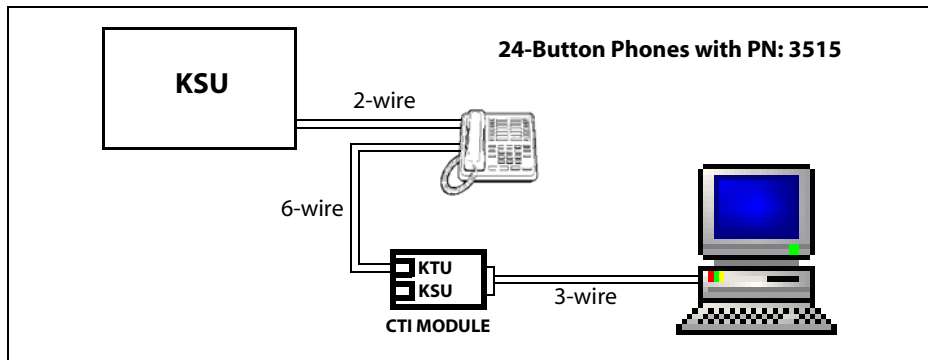 24-Button Phones with PN: 3515
KSU
2-wire
6-wire
KTU
KSU
3-wire
CTI MODULE